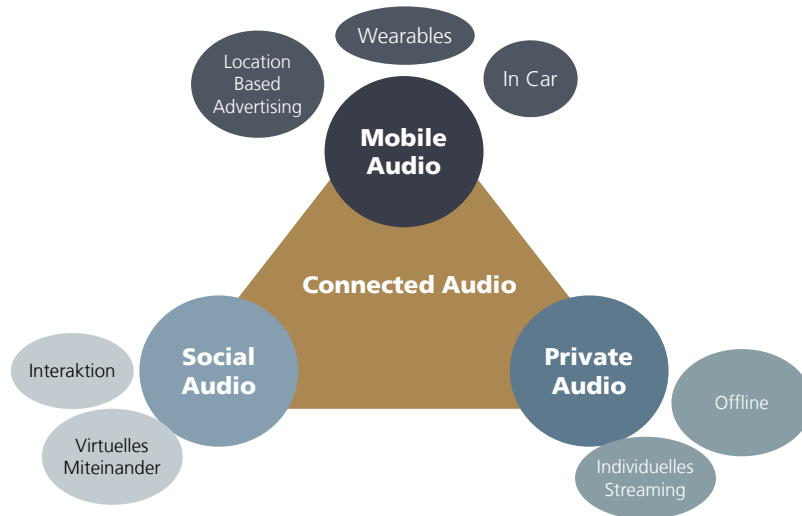 Wearables
Location
Based
Advertising
In Car
Mobile
Audio
Connected Audio
Social
Audio
Private
Audio
Interaktion
Offline
Virtuelles
Miteinander
Individuelles
Streaming